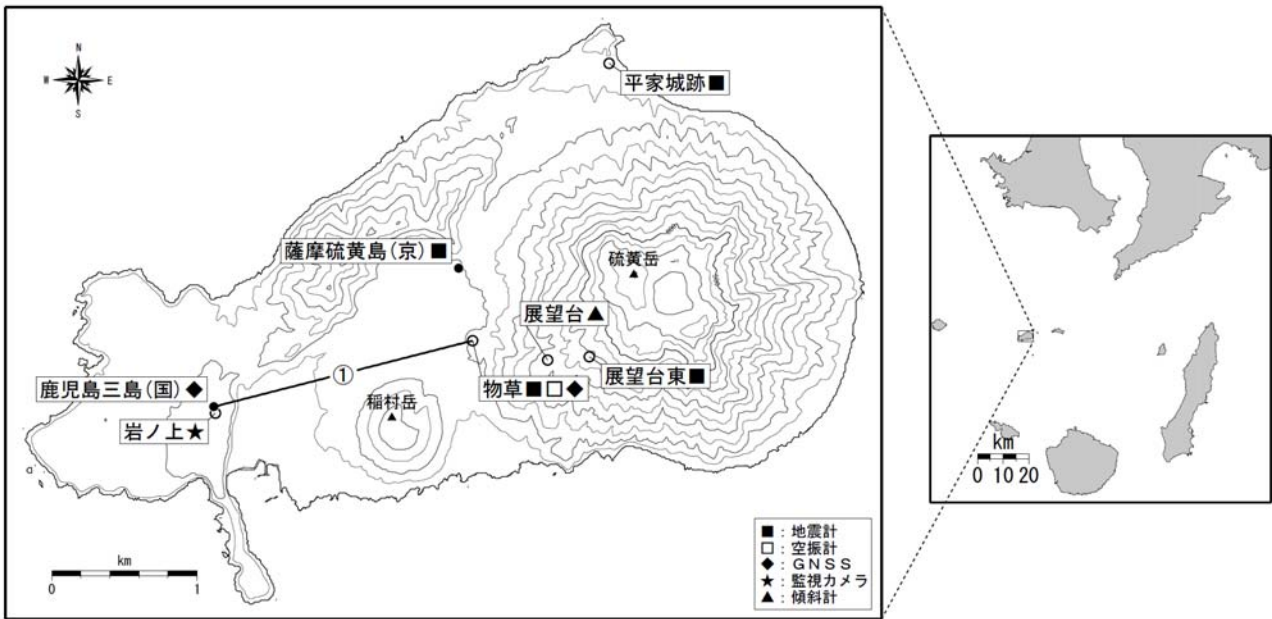 N
W E
S
平家城跡■
薩摩硫黄島(京)■
硫黄岳
展望台▲
①
展望台東■
鹿児島三島(国)◆
物草■□◆
稲村岳
岩ノ上★
km
0 1
■：地震計
□：空振計
◆：ＧＮＳＳ
★：監視カメラ
▲：傾斜計
km
0 10 20